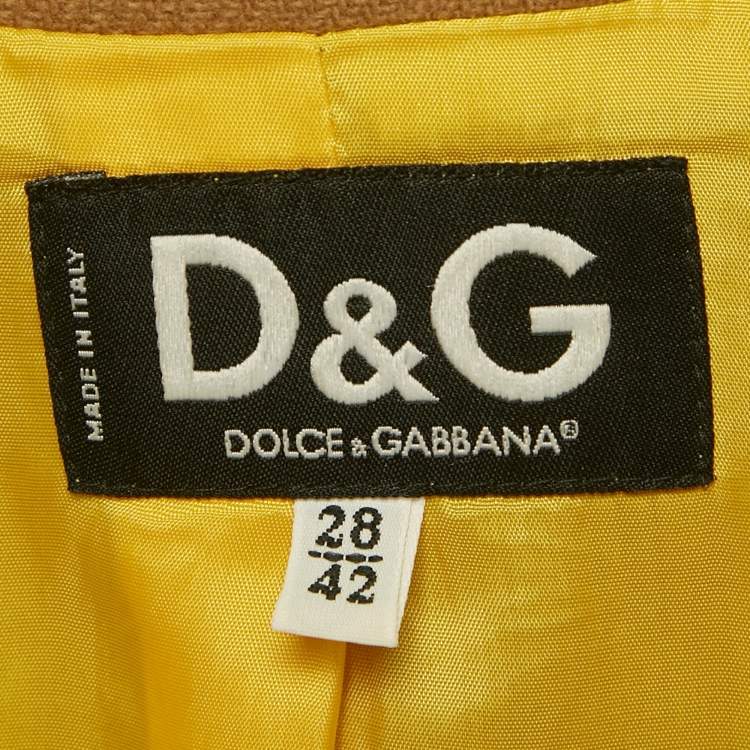 MADE IN ITALY
D&G
DOLCE & GABBANA®
28
42